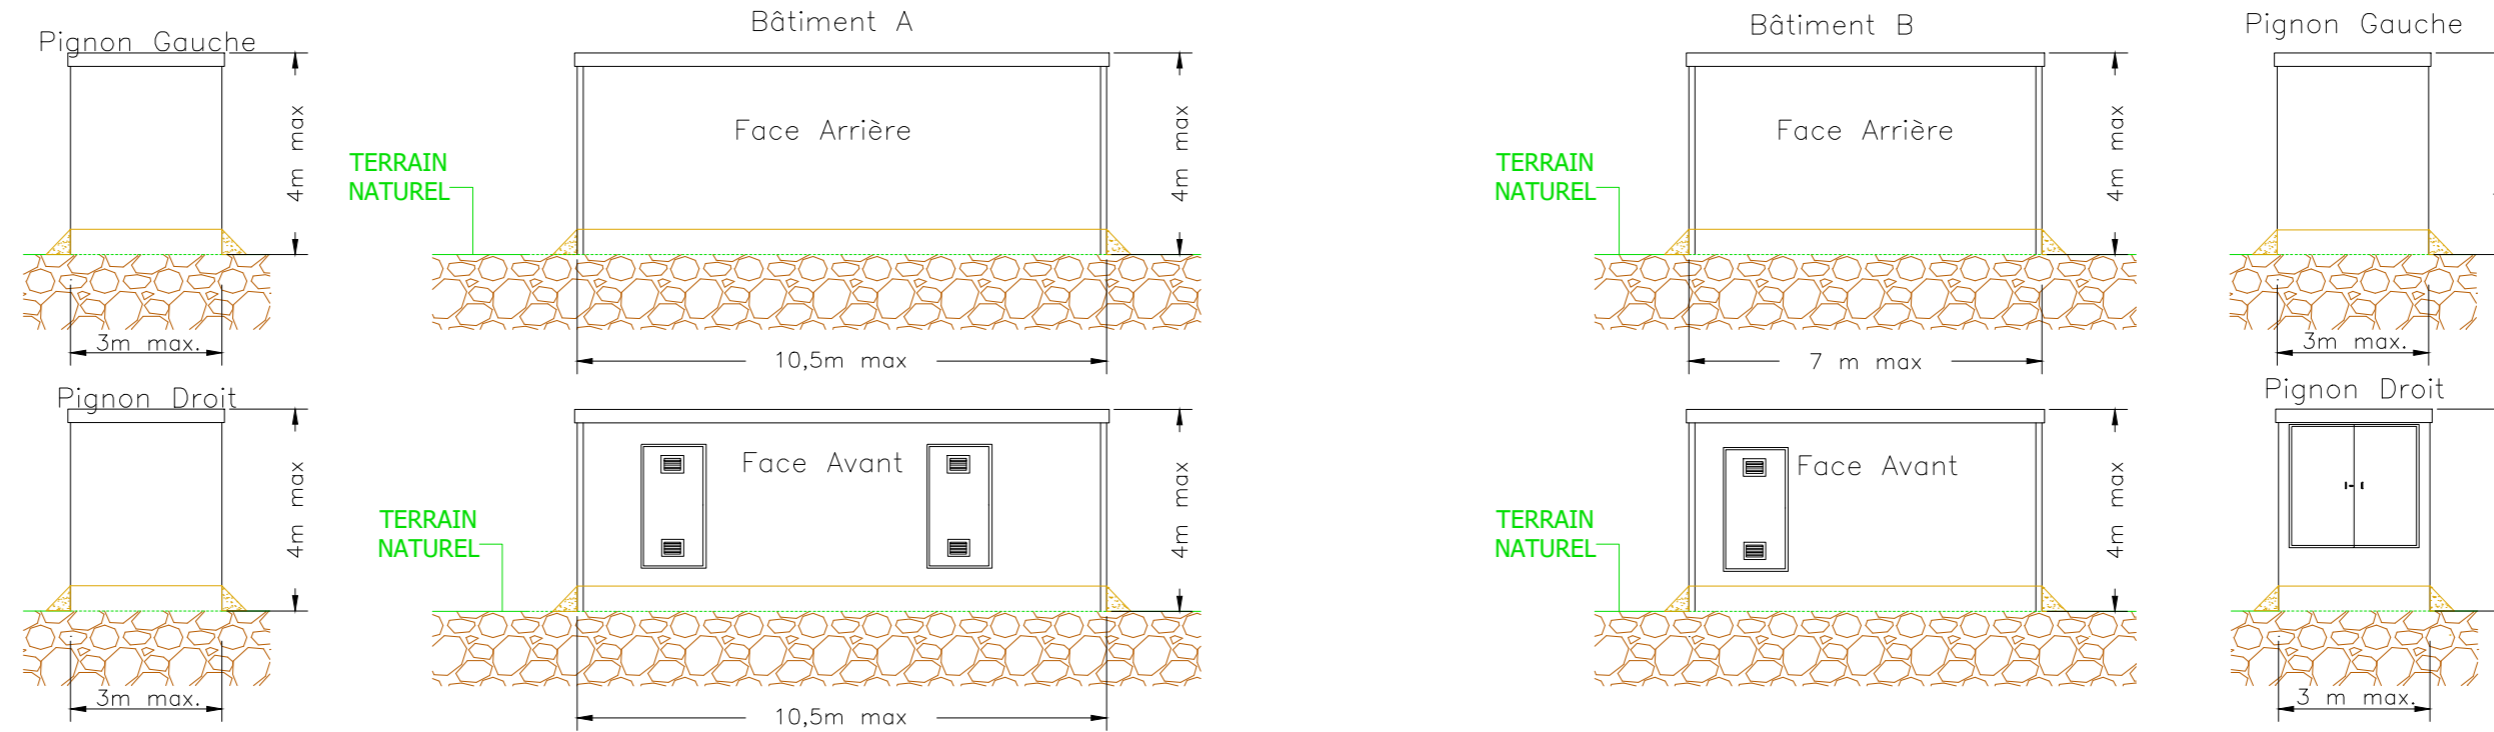 Bâtiment A
Bâtiment B
Pignon Gauche
4m max
3m max.
Face Arrière
TERRAIN
NATUREL
4m max
10,5m max
TERRAIN
NATUREL
Face Arrière
4m max
7 m max
Pignon Gauche
3m max.
Pignon Droit
4m max
3m max.
TERRAIN
NATUREL
Face Avant
4m max
10,5m max
TERRAIN
NATUREL
Face Avant
4m max
Pignon Droit
3 m max.